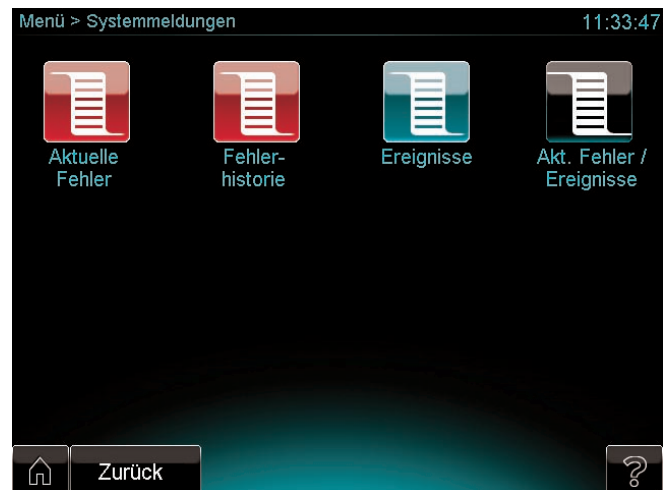 Menü > Systemmeldungen 11:33:47
Aktuelle
Fehler
Fehler-
historie
Ereignisse
Akt. Fehler /
Ereignisse
Zurück
?